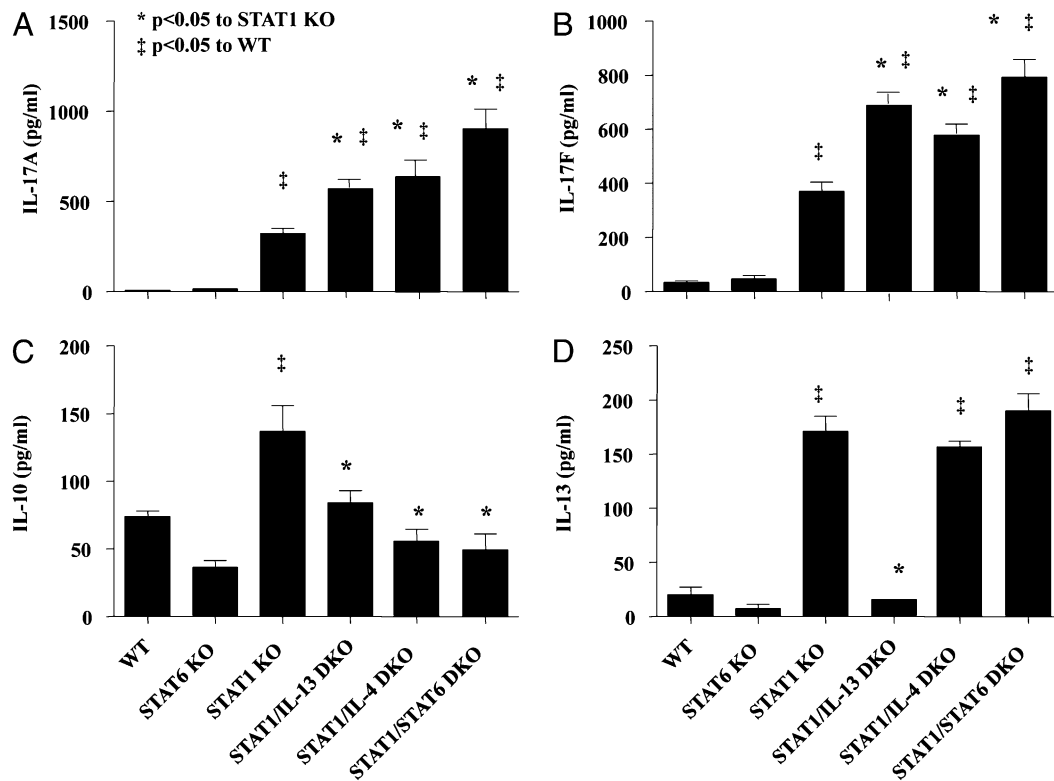 A
IL-17A (pg/ml)
1500
1000
500
0
* p<0.05 to STAT1 KO
‡ p<0.05 to WT
‡
* ‡
* ‡
* ‡
B
IL-17F (pg/ml)
1000
800
600
400
200
0
‡
* ‡
* ‡
* ‡
C
IL-10 (pg/ml)
200
150
100
50
0
‡
*
*
*
WT
STAT6 KO
STAT1 KO
STAT1/IL-13 DKO
STAT1/IL-4 DKO
STAT1/STAT6 DKO
D
IL-13 (pg/ml)
250
200
150
100
50
0
‡
*
‡
‡
WT
STAT6 KO
STAT1 KO
STAT1/IL-13 DKO
STAT1/IL-4 DKO
STAT1/STAT6 DKO